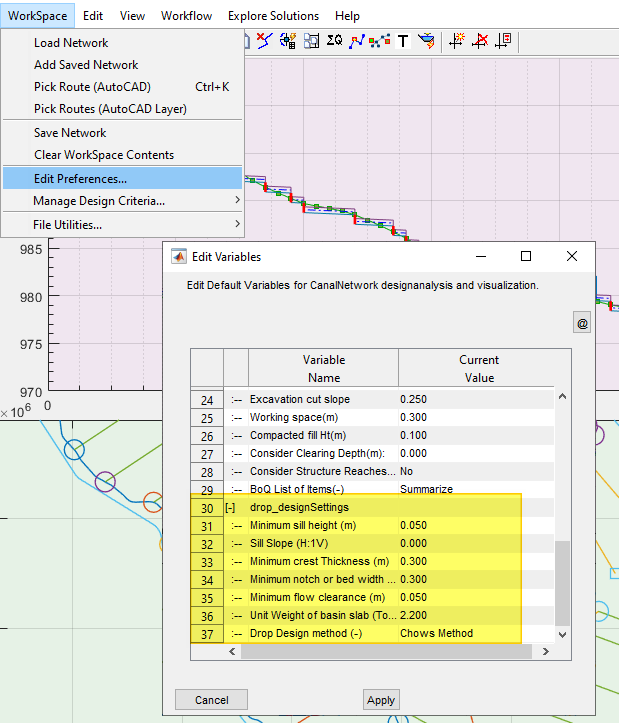 WorkSpace Edit View Workflow Explore Solutions Help
Load Network
Add Saved Network
Pick Route (AutoCAD) Ctrl+K
Pick Routes (AutoCAD Layer)
Save Network
Clear WorkSpace Contents
Edit Preferences...
Manage Design Criteria...
File Utilities...
ΣQ T
985
980
975
970
× 10⁶ 0
Edit Variables
Edit Default Variables for CanalNetwork designanalysis and visualization.
@
Variable Name Current Value
24 :-- Excavation cut slope 0.250
25 :-- Working space(m) 0.300
26 :-- Compacted fill Ht(m) 0.100
27 :-- Consider Clearing Depth(m): 0.000
28 :-- Consider Structure Reaches... No
29 :-- BoQ List of Items(-) Summarize
30 [-] drop_designSettings
31 :-- Minimum sill height (m) 0.050
32 :-- Sill Slope (H:1V) 0.000
33 :-- Minimum crest Thickness (m) 0.300
34 :-- Minimum notch or bed width ... 0.300
35 :-- Minimum flow clearance (m) 0.050
36 :-- Unit Weight of basin slab (To... 2.200
37 :-- Drop Design method (-) Chows Method
Cancel Apply